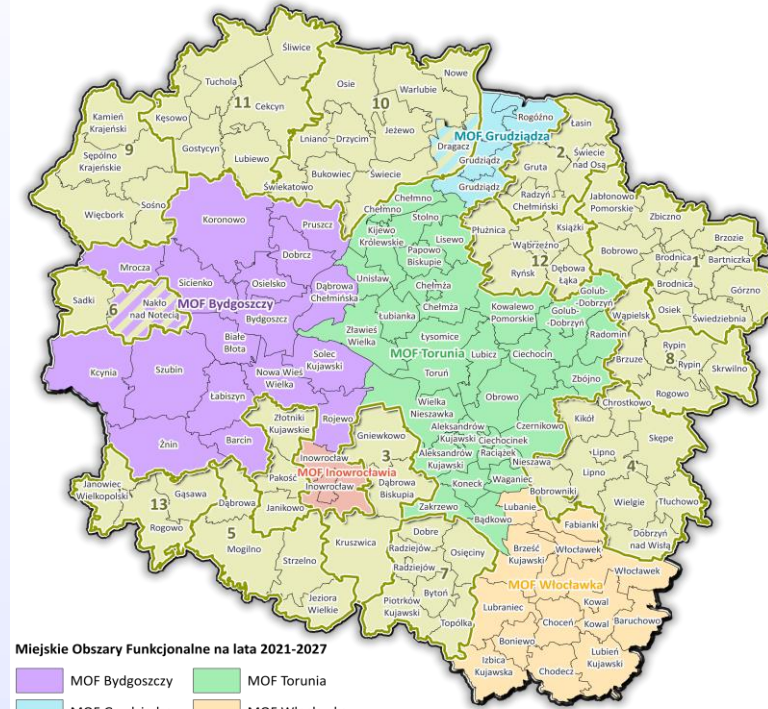 Śliwice
Tuchola
Osie
Nowe
Warlubie
11
Cekcyn
10
Kamień
Krajeński
Kęsowo
Rogóźno
9
Jeżewo
MOF Grudziądza
Łasin
Sępólno
Krajeńskie
Gostycyn
Lniano
Drzycim
Dragacz
2
Lubiewo
Grudziądz
Gruta
Świecie
nad Osą
Bukowiec
Świecie
Świekatowo
Grudziądz
Radzyń
Chełmiński
Sośno
Chełmno
Jabłonowo
Pomorskie
Więcbork
Koronowo
Pruszcz
Chełmno
Stolno
Płużnica
Książki
Zbiczno
Kijewo
Królewskie
Lisewo
Wąbrzeźno
Brzozie
Dobrcz
Papowo
Biskupie
12
Bobrowo
Brodnica
1
Bartniczka
Mrocza
Sicienko
Osielsko
Unisław
Ryńsk
Dębowa
Łąka
Dąbrowa
Chełmińska
Chełmża
Brodnica
Górzno
Sadki
6
Nakło
nad Notecią
MOF Bydgoszczy
Chełmża
Golub-
-Dobrzyń
Bydgoszcz
Łubianka
Kowalewo
Pomorskie
Golub-
-Dobrzyń
Wąpielsk
Osiek
Świedziebnia
Białe
Błota
Zławieś
Wielka
Łysomice
Radomin
Rypin
Solec
Kujawski
MOF Torunia
Lubicz
Ciechocin
Brzuze
8
Rypin
Skrwilno
Kcynia
Szubin
Nowa Wieś
Wielka
Toruń
Zbójno
Rogowo
Łabiszyn
Wielka
Nieszawka
Obrowo
Chrostkowo
Złotniki
Kujawskie
Rojewo
Gniewkowo
Aleksandrów
Kujawski
Ciechocinek
Czernikowo
Kikół
Skępe
Żnin
Barcin
Inowrocław
3
Aleksandrów
Kujawski
Raciążek
Nieszawa
Lipno
MOF Inowrocławia
Lipno
4
Janowiec
Wielkopolski
Gąsawa
Pakość
Inowrocław
Dąbrowa
Biskupia
Koneck
Waganiec
Bobrowniki
Wielgie
Tłuchowo
13
Dąbrowa
Janikowo
Zakrzewo
Lubanie
Rogowo
5
Bądkowo
Fabianki
Dobrzyń
nad Wisłą
Mogilno
Kruszwica
Dobre
Radziejów
Osięciny
Brześć
Kujawski
Włocławek
Strzelno
Radziejów
7
Włocławek
MOF Włocławka
Jeziora
Wielkie
Piotrków
Kujawski
Bytoń
Lubraniec
Kowal
Topólka
Choceń
Kowal
Baruchowo
Boniewo
Izbica
Kujawska
Chodecz
Lubień
Kujawski
Miejskie Obszary Funkcjonalne na lata 2021-2027
MOF Bydgoszczy
MOF Torunia